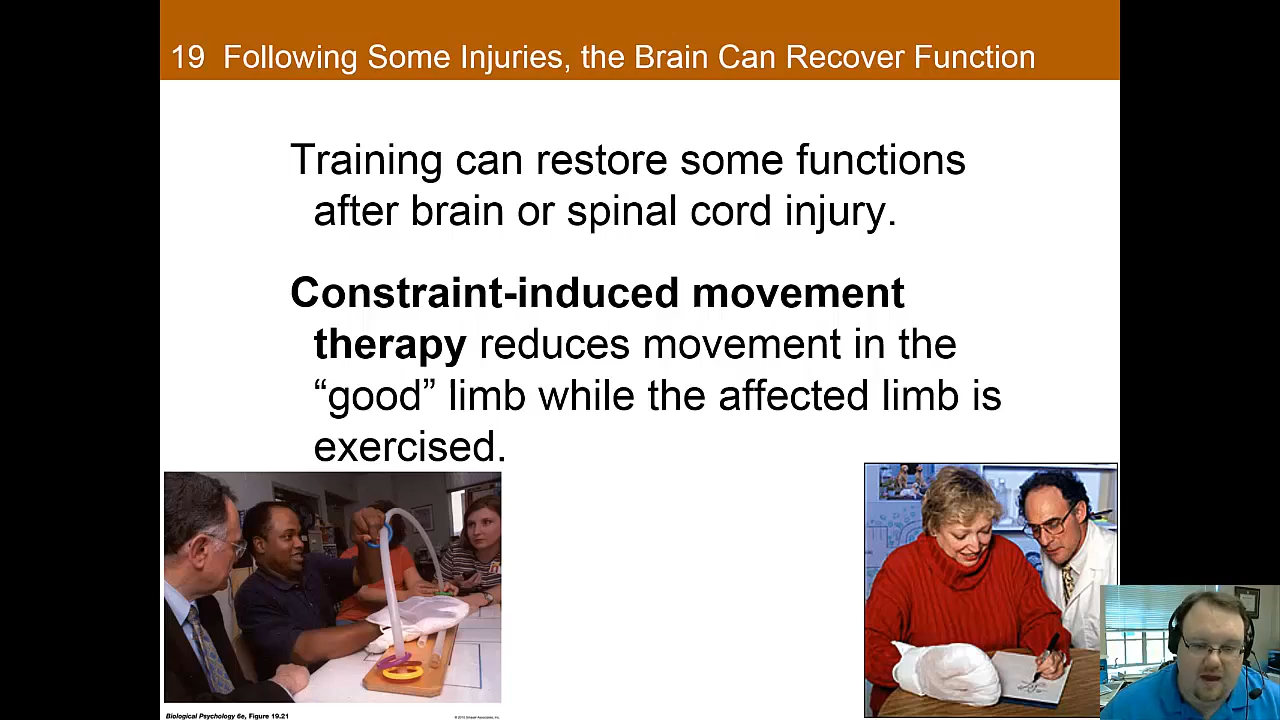 19 Following Some Injuries, the Brain Can Recover Function
Training can restore some functions
after brain or spinal cord injury.
Constraint-induced movement
therapy reduces movement in the
“good” limb while the affected limb is
exercised.
Biological Psychology 6e, Figure 19.21